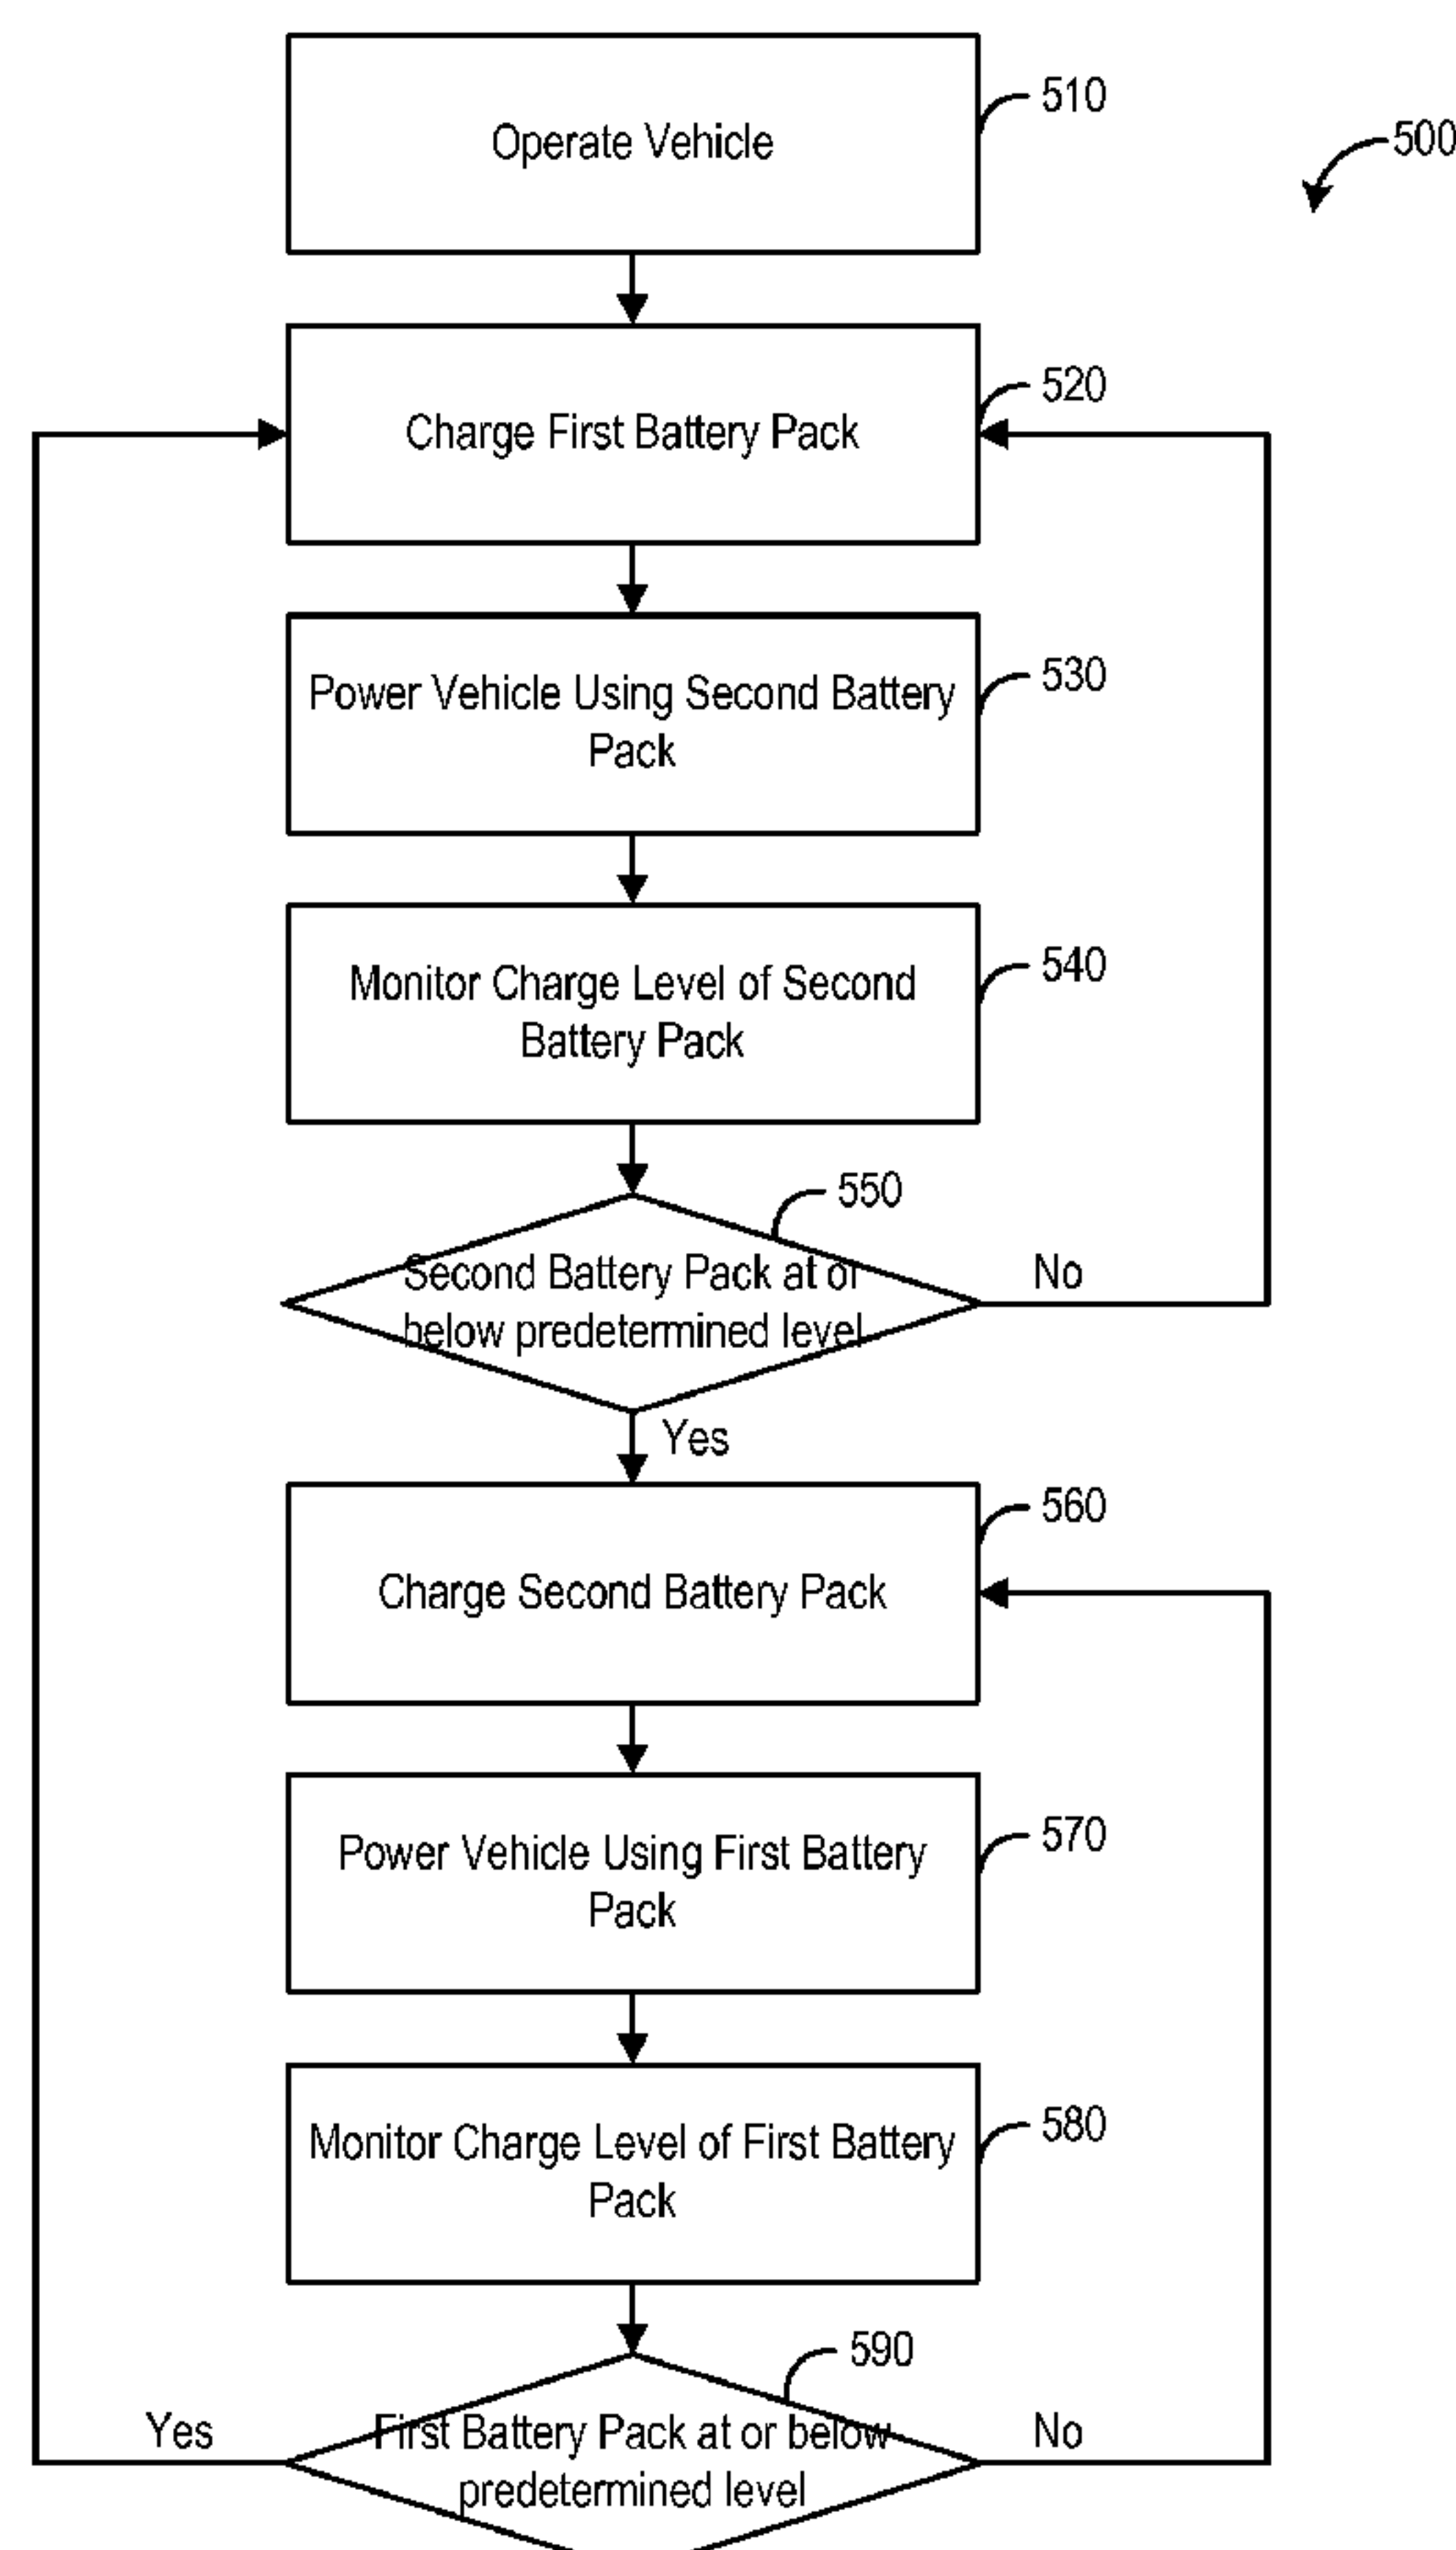 510
Operate Vehicle
500
520
Charge First Battery Pack
530
Power Vehicle Using Second Battery
Pack
540
Monitor Charge Level of Second
Battery Pack
550
Second Battery Pack at or
below predetermined level
No
Yes
560
Charge Second Battery Pack
570
Power Vehicle Using First Battery
Pack
580
Monitor Charge Level of First Battery
Pack
590
Yes
First Battery Pack at or below
predetermined level
No